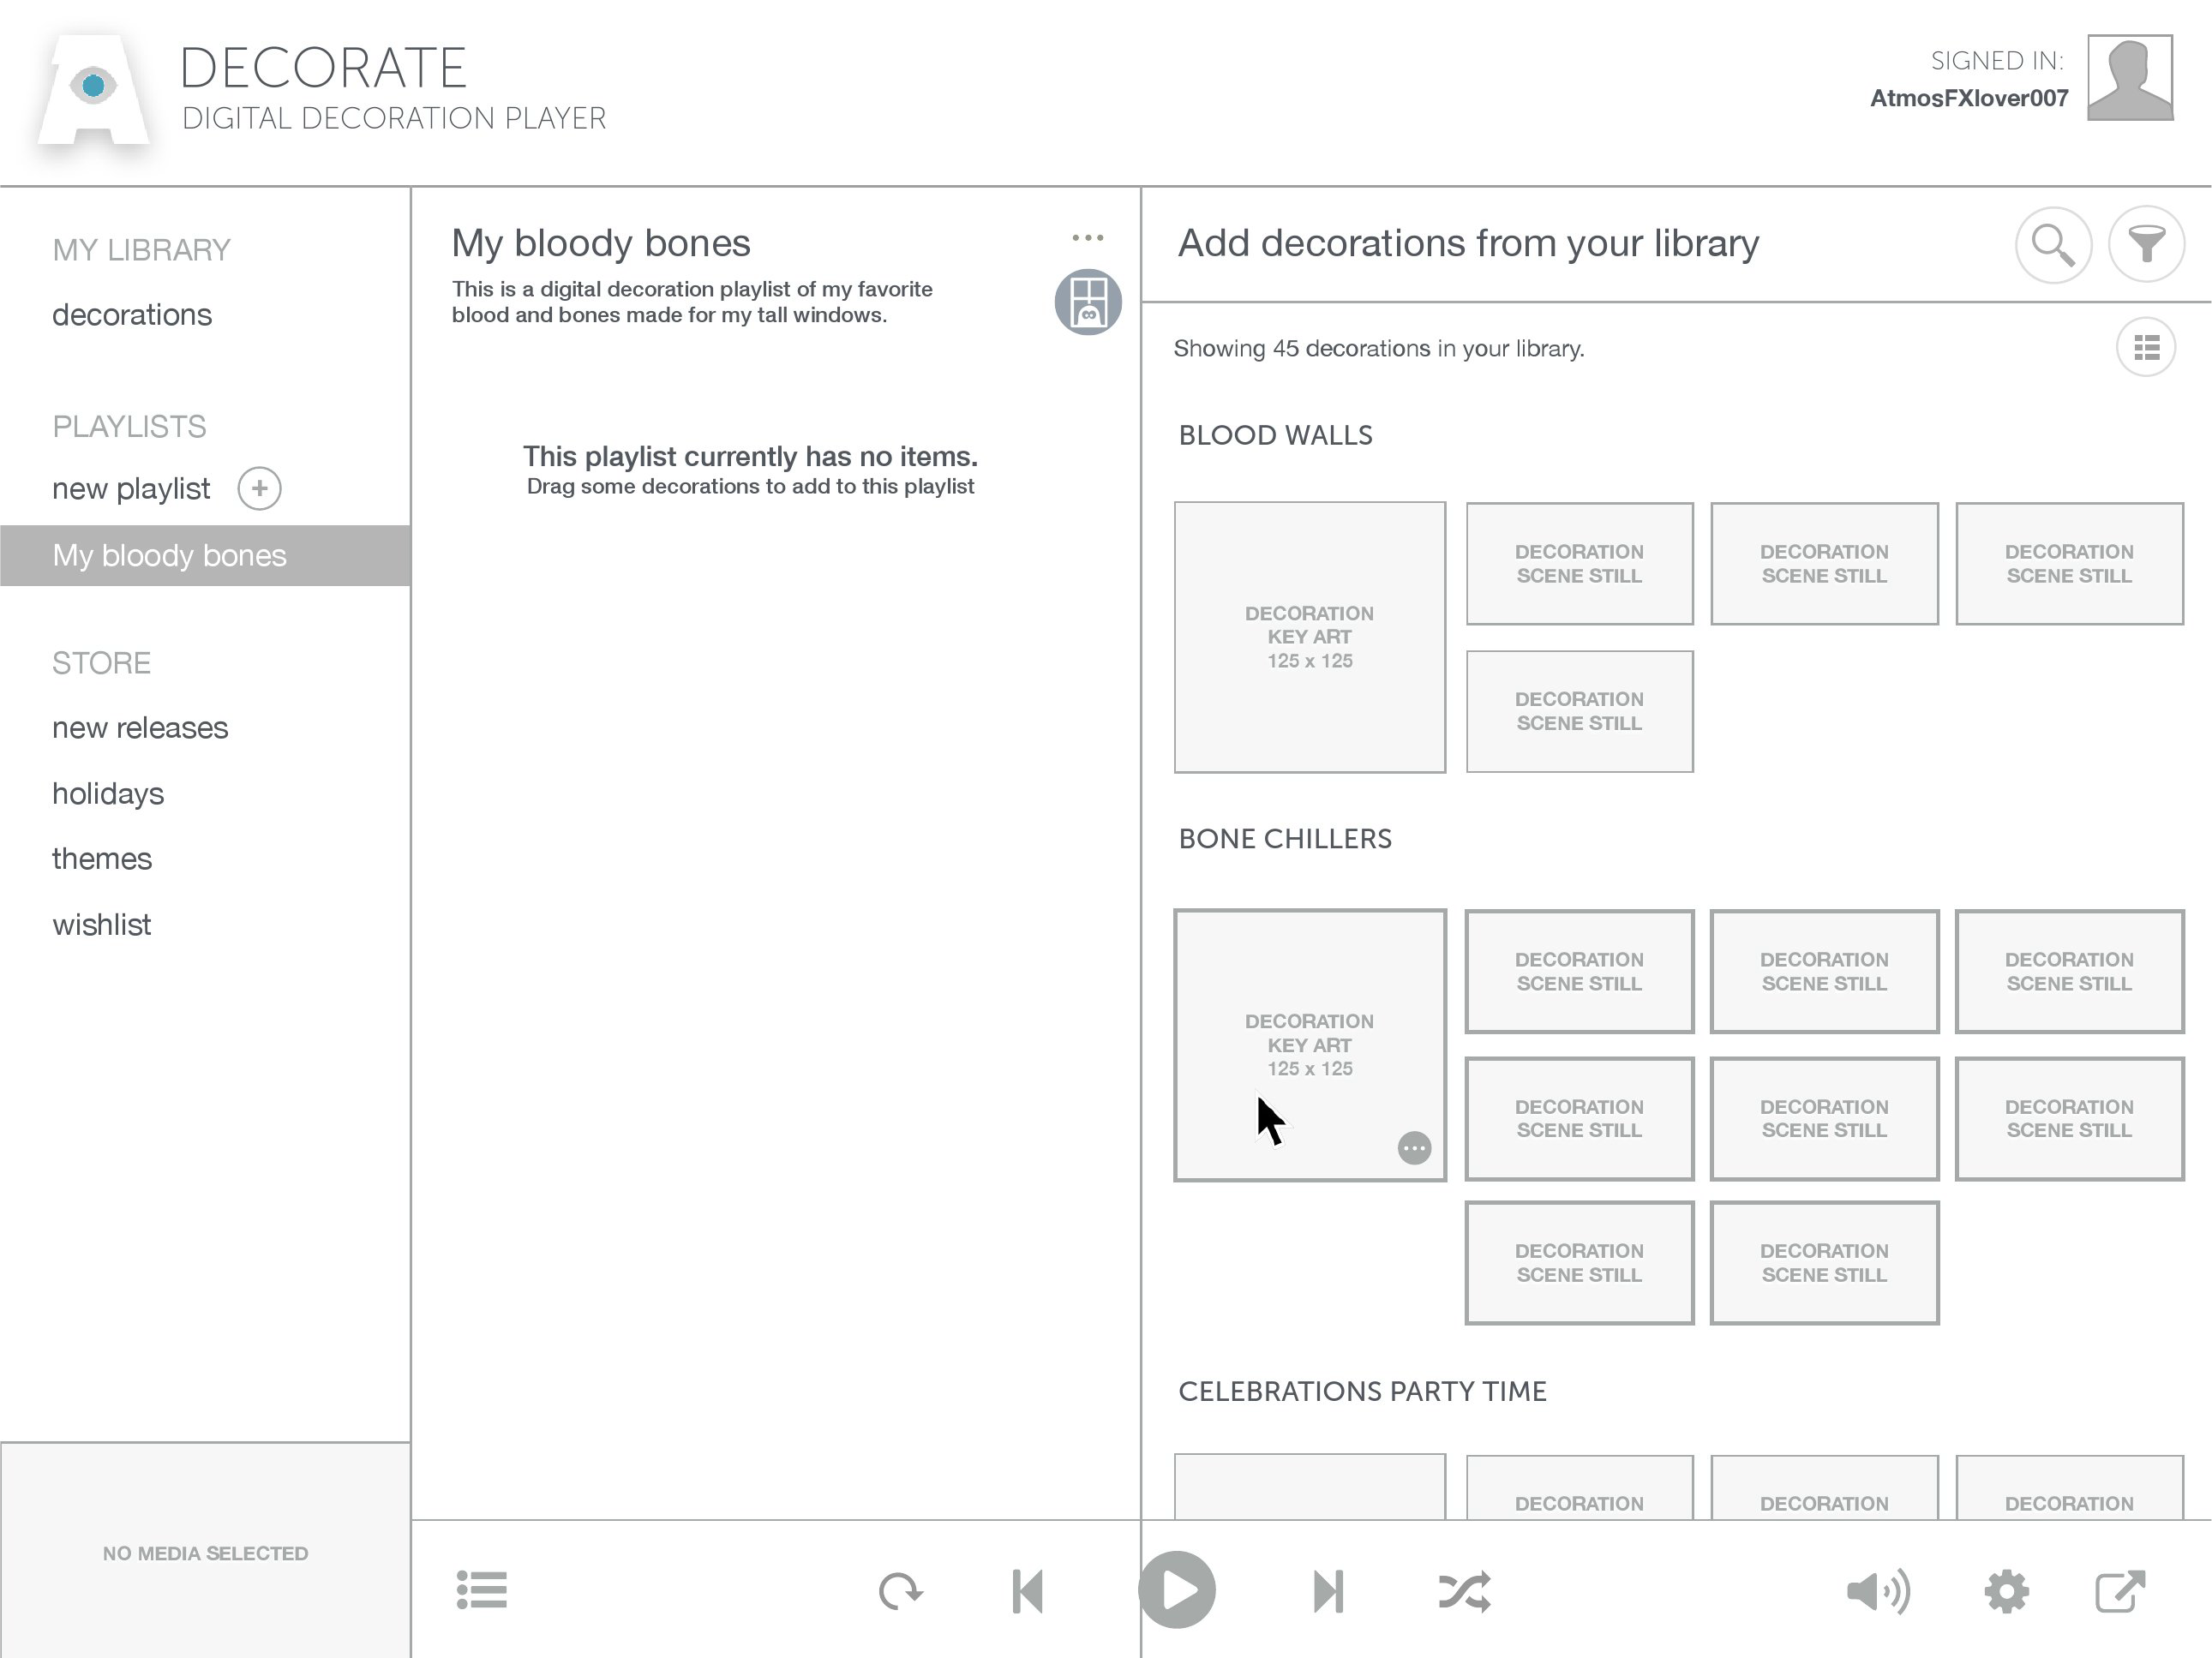 DECORATE
DIGITAL DECORATION PLAYER
SIGNED IN:
AtmosFXlover007
MY LIBRARY
decorations
PLAYLISTS
new playlist
My bloody bones
STORE
new releases
holidays
themes
wishlist
NO MEDIA SELECTED
My bloody bones
This is a digital decoration playlist of my favorite
blood and bones made for my tall windows.
This playlist currently has no items.
Drag some decorations to add to this playlist
Add decorations from your library
Showing 45 decorations in your library.
BLOOD WALLS
DECORATION
KEY ART
125 x 125
DECORATION
SCENE STILL
DECORATION
SCENE STILL
DECORATION
SCENE STILL
DECORATION
SCENE STILL
BONE CHILLERS
DECORATION
KEY ART
125 x 125
DECORATION
SCENE STILL
DECORATION
SCENE STILL
DECORATION
SCENE STILL
DECORATION
SCENE STILL
DECORATION
SCENE STILL
DECORATION
SCENE STILL
DECORATION
SCENE STILL
DECORATION
SCENE STILL
CELEBRATIONS PARTY TIME
DECORATION
DECORATION
DECORATION